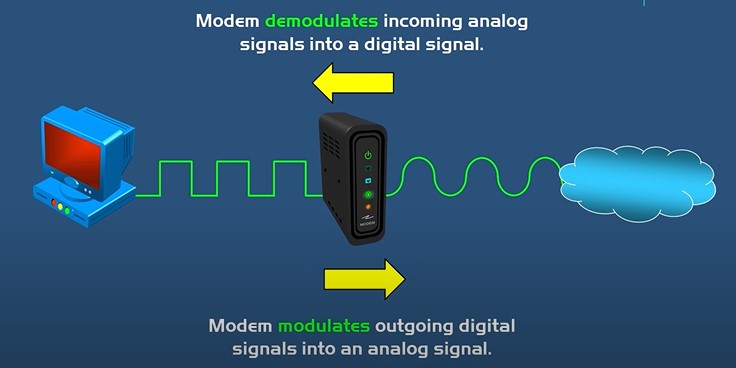 Modem demodulates incoming analog
signals into a digital signal.
MODEM
Modem modulates outgoing digital
signals into an analog signal.